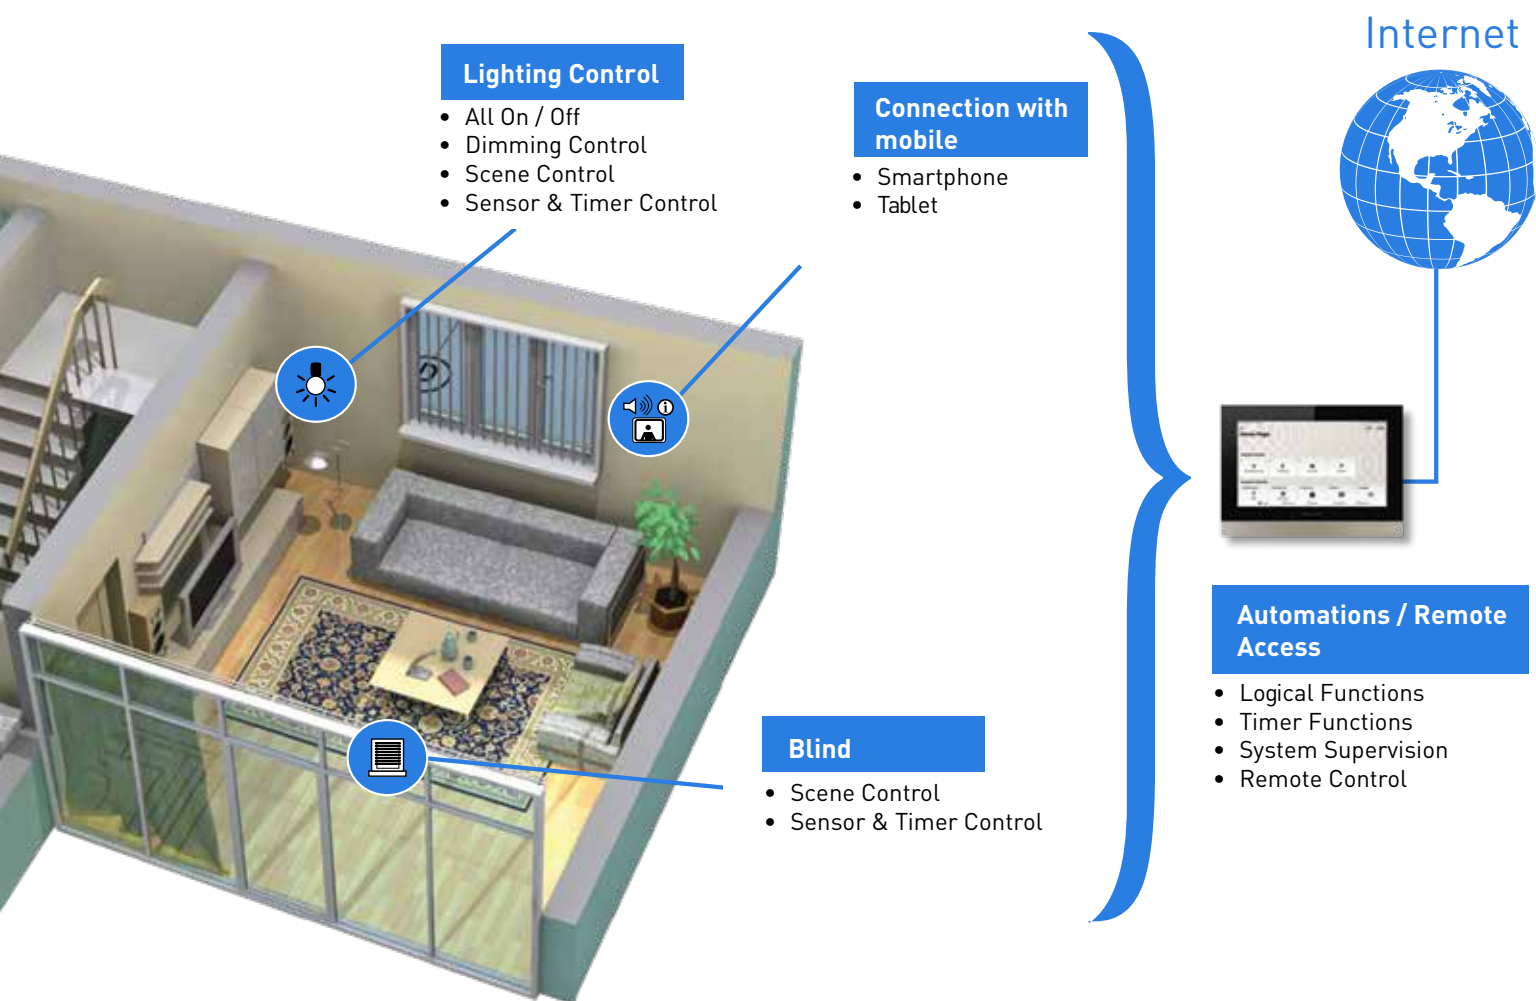 Internet
Lighting Control
• All On / Off
• Dimming Control
• Scene Control
• Sensor & Timer Control
Connection with
mobile
• Smartphone
• Tablet
Blind
• Scene Control
• Sensor & Timer Control
Automations / Remote
Access
• Logical Functions
• Timer Functions
• System Supervision
• Remote Control